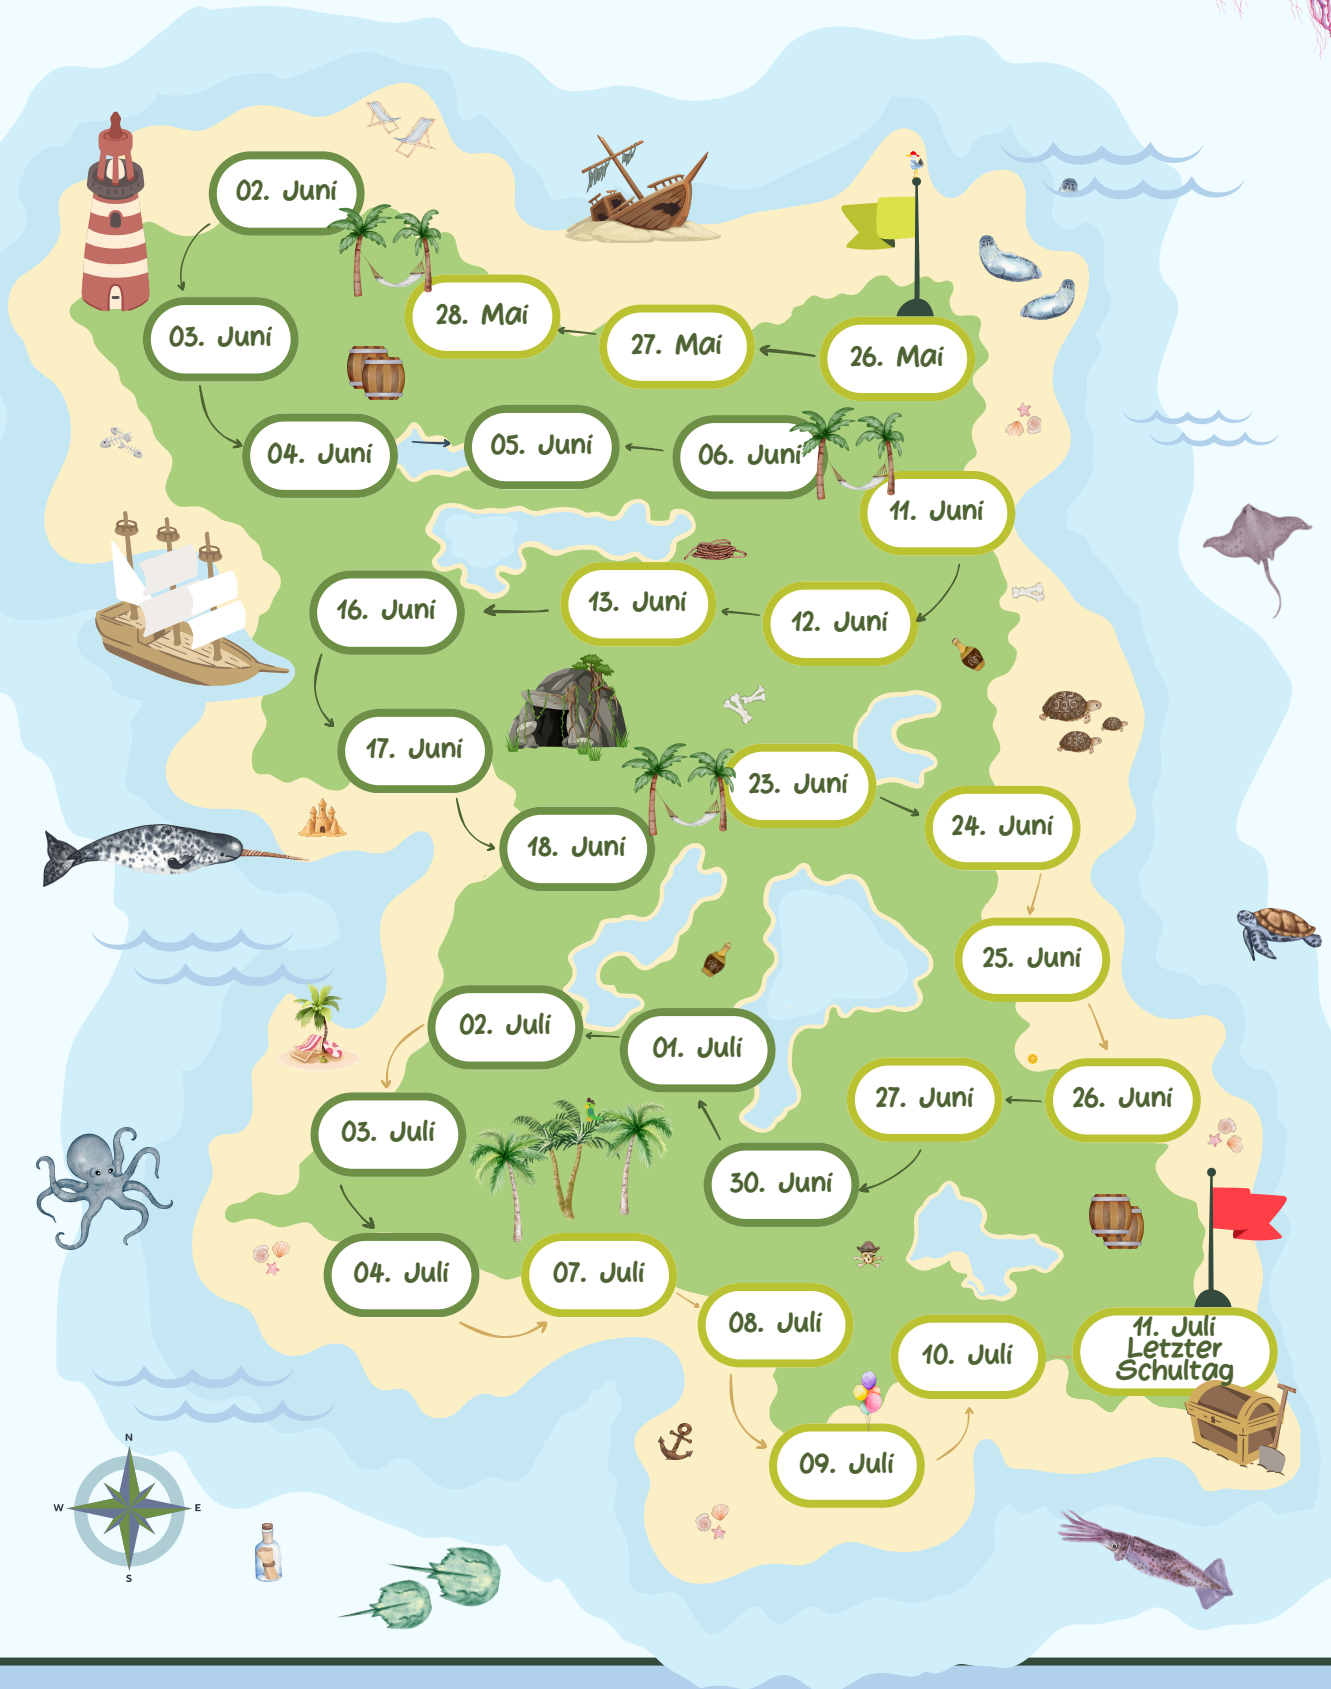 02. Juni
28. Mai
27. Mai
26. Mai
03. Juni
04. Juni
05. Juni
06. Juni
11. Juni
16. Juni
13. Juni
12. Juni
17. Juni
18. Juni
23. Juni
24. Juni
25. Juni
02. Juli
01. Juli
27. Juni
26. Juni
03. Juli
30. Juni
04. Juli
07. Juli
08. Juli
10. Juli
11. Juli
Letzter
Schultag
09. Juli
N
W
E
S